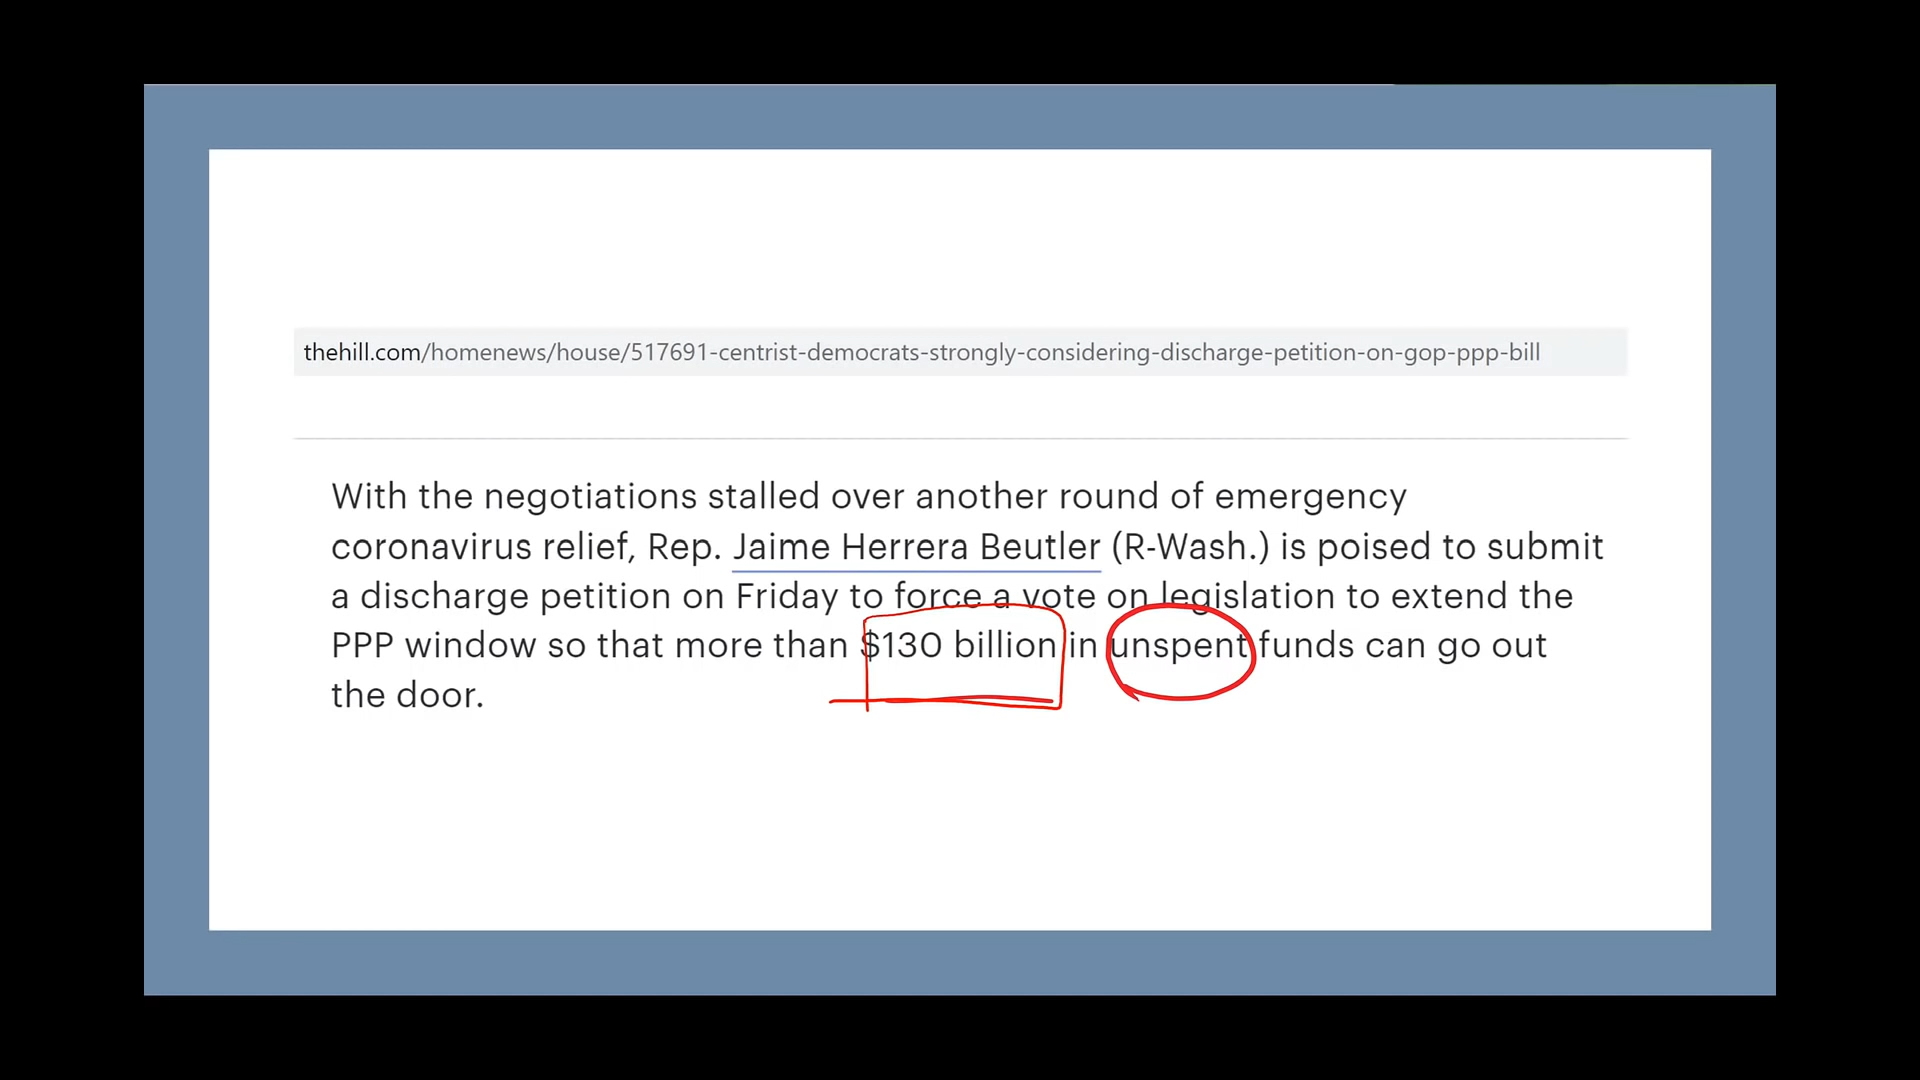 thehill.com/homenews/house/517691-centrist-democrats-strongly-considering-discharge-petition-on-gop-ppp-bill
With the negotiations stalled over another round of emergency
coronavirus relief, Rep. Jaime Herrera Beutler (R-Wash.) is poised to submit
a discharge petition on Friday to force a vote on legislation to extend the
PPP window so that more than $130 billion in unspent funds can go out
the door.